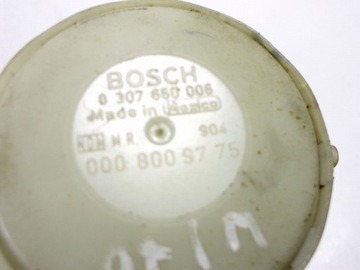 BOSCH
0 307 650 006
Made in Mexico
M.R. 904
000 800 97 75